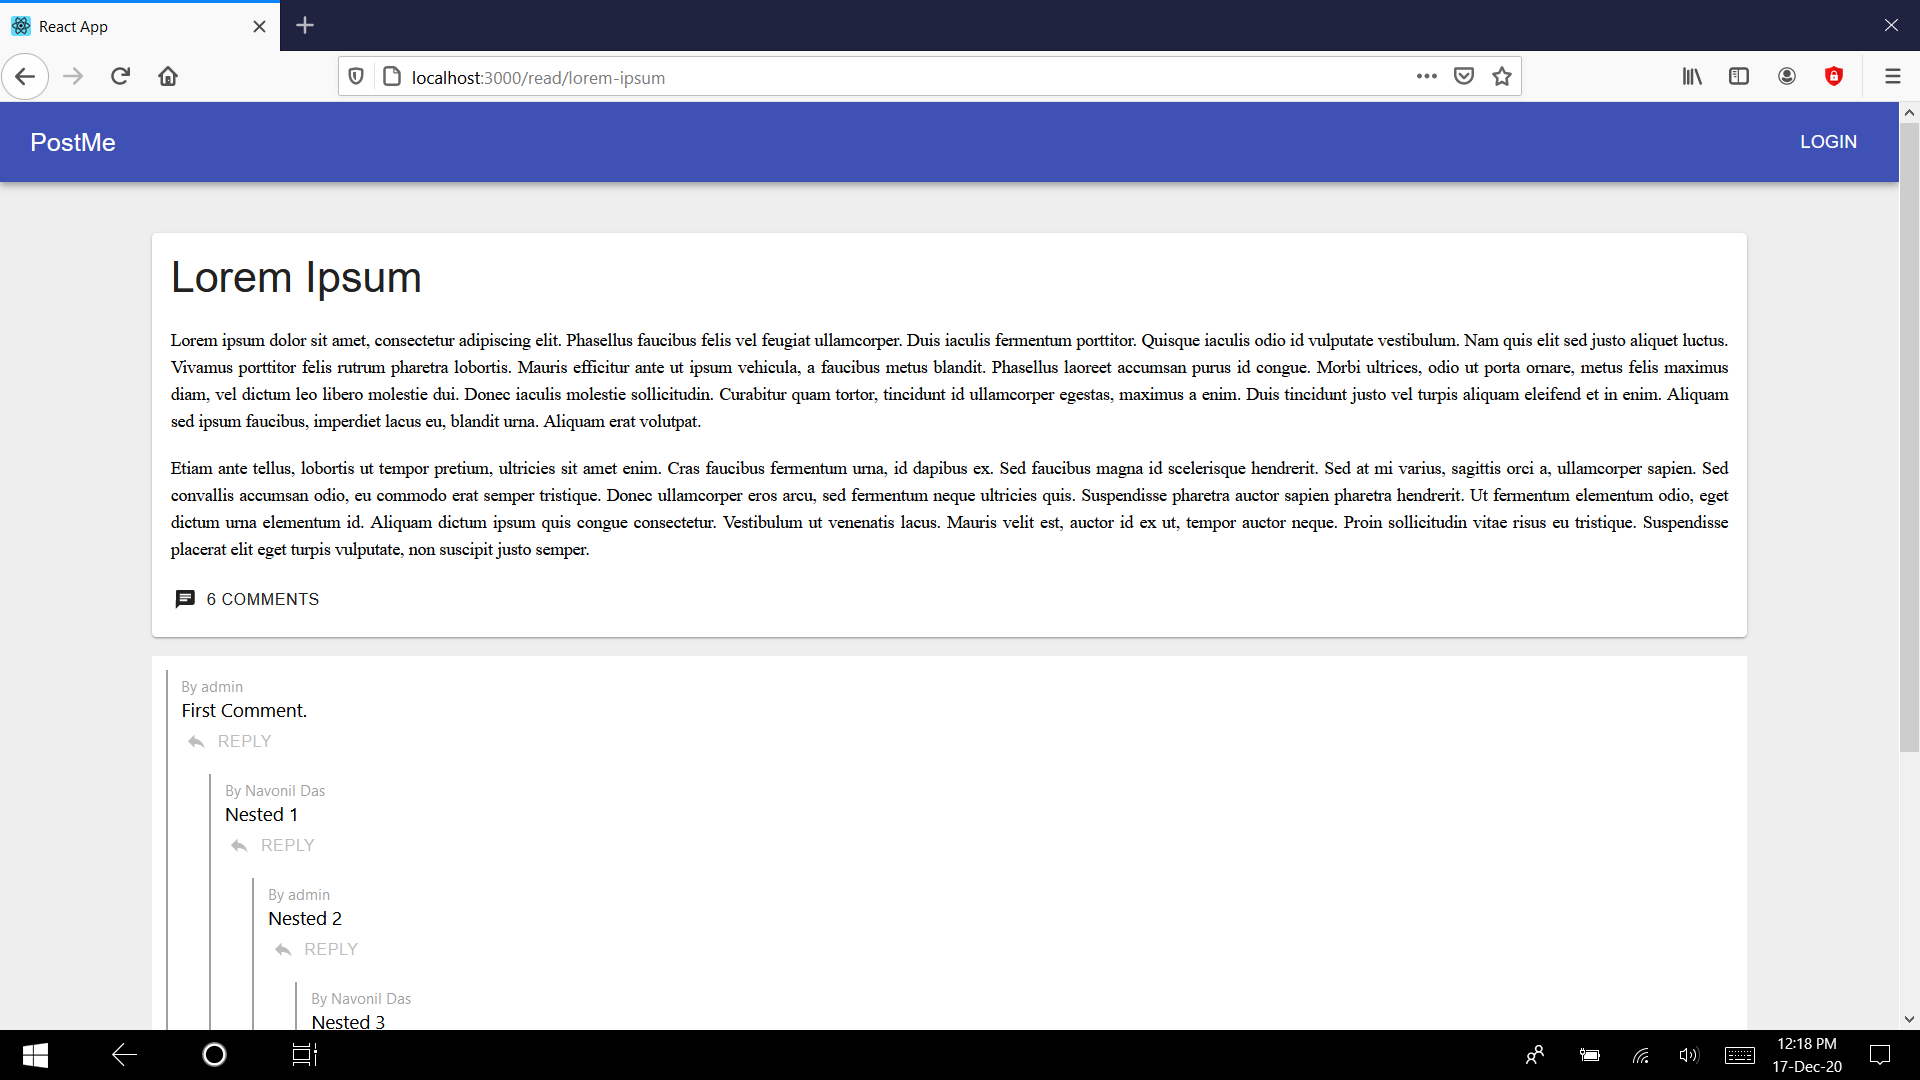 React App
localhost:3000/read/lorem-ipsum
PostMe
LOGIN
Lorem Ipsum
Lorem ipsum dolor sit amet, consectetur adipiscing elit. Phasellus faucibus felis vel feugiat ullamcorper. Duis iaculis fermentum porttitor. Quisque iaculis odio id vulputate vestibulum. Nam quis elit sed justo aliquet luctus.
Vivamus porttitor felis rutrum pharetra lobortis. Mauris efficitur ante ut ipsum vehicula, a faucibus metus blandit. Phasellus laoreet accumsan purus id congue. Morbi ultrices, odio ut porta ornare, metus felis maximus
diam, vel dictum leo libero molestie dui. Donec iaculis molestie sollicitudin. Curabitur quam tortor, tincidunt id ullamcorper egestas, maximus a enim. Duis tincidunt justo vel turpis aliquam eleifend et in enim. Aliquam
sed ipsum faucibus, imperdiet lacus eu, blandit urna. Aliquam erat volutpat.
Etiam ante tellus, lobortis ut tempor pretium, ultricies sit amet enim. Cras faucibus fermentum urna, id dapibus ex. Sed faucibus magna id scelerisque hendrerit. Sed at mi varius, sagittis orci a, ullamcorper sapien. Sed
convallis accumsan odio, eu commodo erat semper tristique. Donec ullamcorper eros arcu, sed fermentum neque ultricies quis. Suspendisse pharetra auctor sapien pharetra hendrerit. Ut fermentum elementum odio, eget
dictum urna elementum id. Aliquam dictum ipsum quis congue consectetur. Vestibulum ut venenatis lacus. Mauris velit est, auctor id ex ut, tempor auctor neque. Proin sollicitudin vitae risus eu tristique. Suspendisse
placerat elit eget turpis vulputate, non suscipit justo semper.
6 COMMENTS
By admin
First Comment.
REPLY
By Navonil Das
Nested 1
REPLY
By admin
Nested 2
REPLY
By Navonil Das
Nested 3
12:18 PM
17-Dec-20